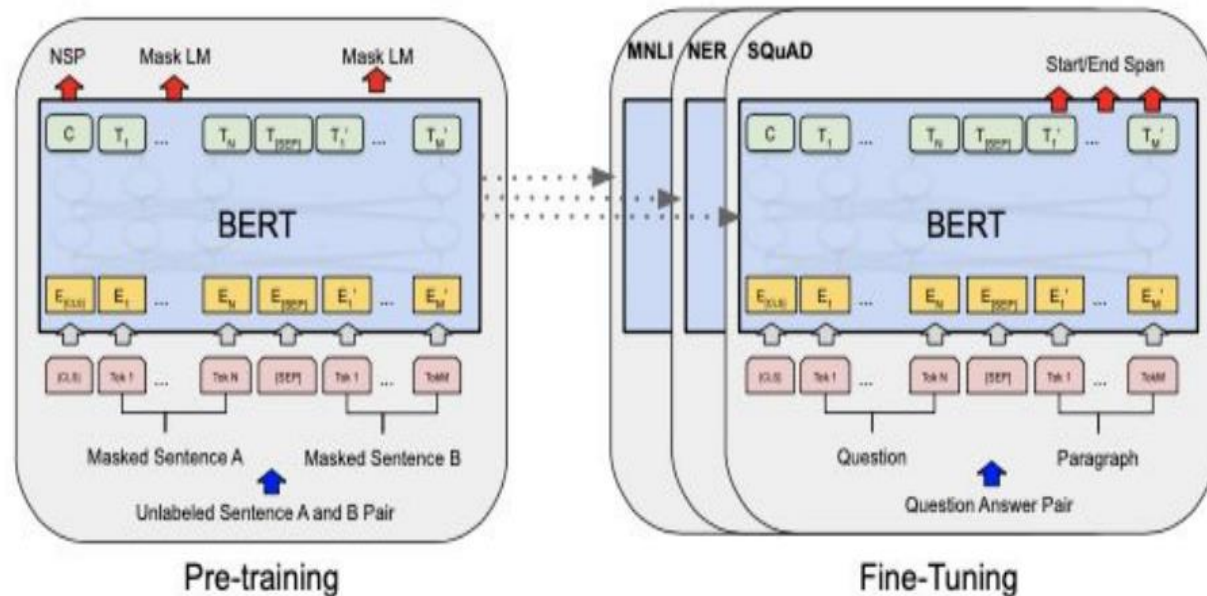 NSP Mask LM Mask LM
C T1 ... TN T[SEP] T1' ... TM'
BERT
E[CLS] E1 ... EN E[SEP] E1' ... EM'
[CLS] Tok 1 ... Tok N [SEP] Tok 1 ... TokM
Masked Sentence A Masked Sentence B
Unlabeled Sentence A and B Pair
Pre-training
MNLI NER SQuAD
Start/End Span
C T1 ... TN T[SEP] T1' ... TM'
BERT
E[CLS] E1 ... EN E[SEP] E1' ... EM'
[CLS] Tok 1 ... Tok N [SEP] Tok 1 ... TokM
Question Paragraph
Question Answer Pair
Fine-Tuning